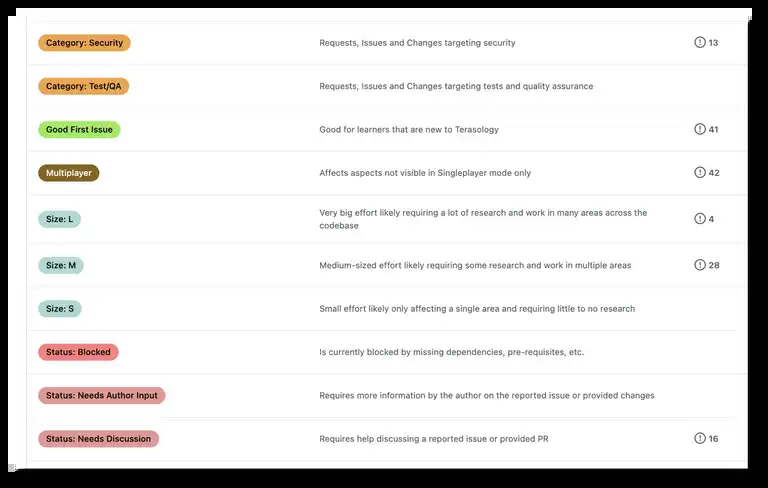 Category: Security Requests, Issues and Changes targeting security 13
Category: Test/QA Requests, Issues and Changes targeting tests and quality assurance
Good First Issue Good for learners that are new to Terasology 41
Multiplayer Affects aspects not visible in Singleplayer mode only 42
Size: L Very big effort likely requiring a lot of research and work in many areas across the
codebase 4
Size: M Medium-sized effort likely requiring some research and work in multiple areas 28
Size: S Small effort likely only affecting a single area and requiring little to no research
Status: Blocked Is currently blocked by missing dependencies, pre-requisites, etc.
Status: Needs Author Input Requires more information by the author on the reported issue or provided changes
Status: Needs Discussion Requires help discussing a reported issue or provided PR 16